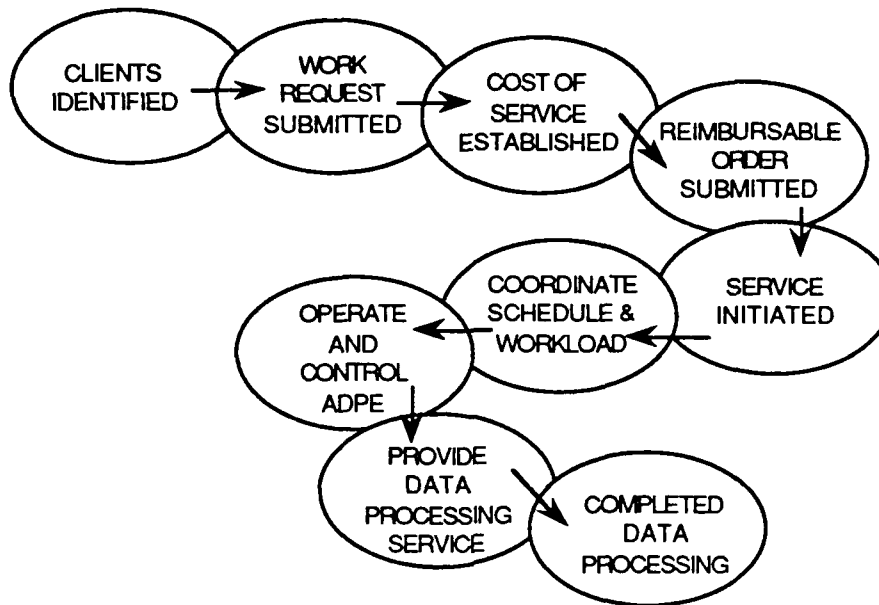 CLIENTS
IDENTIFIED
WORK
REQUEST
SUBMITTED
COST OF
SERVICE
ESTABLISHED
REIMBURSABLE
ORDER
SUBMITTED
SERVICE
INITIATED
COORDINATE
SCHEDULE &
WORKLOAD
OPERATE
AND
CONTROL
ADPE
PROVIDE
DATA
PROCESSING
SERVICE
COMPLETED
DATA
PROCESSING